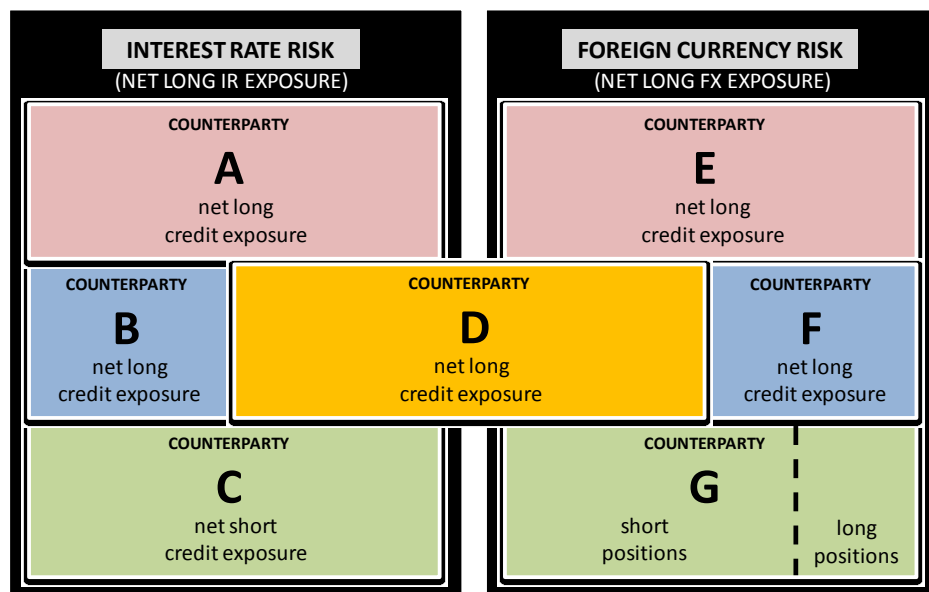 INTEREST RATE RISK
(NET LONG IR EXPOSURE)
COUNTERPARTY
A
net long
credit exposure
COUNTERPARTY
B
net long
credit exposure
COUNTERPARTY
C
net short
credit exposure
COUNTERPARTY
D
net long
credit exposure
FOREIGN CURRENCY RISK
(NET LONG FX EXPOSURE)
COUNTERPARTY
E
net long
credit exposure
COUNTERPARTY
F
net long
credit exposure
COUNTERPARTY
G
short
positions
long
positions